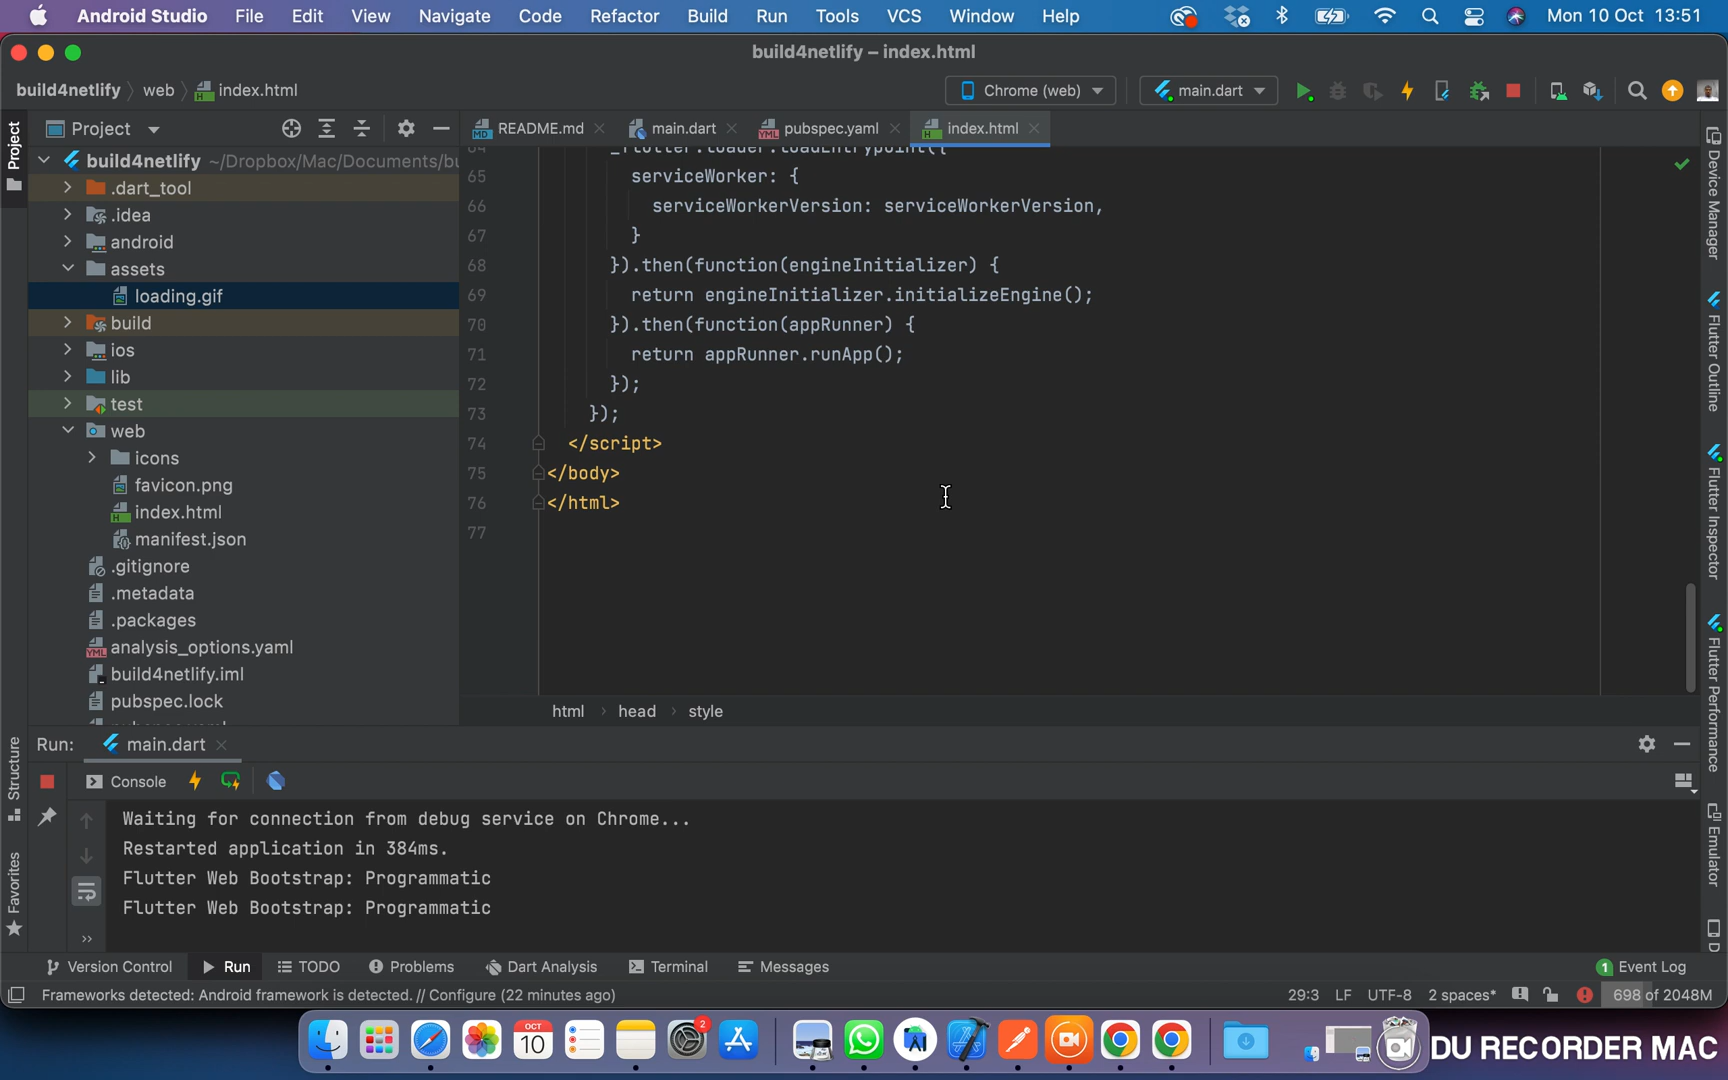 Android Studio File Edit View Navigate Code Refactor Build Run Tools VCS Window Help Mon 10 Oct 13:51
build4netlify – index.html
build4netlify web index.html Chrome (web) main.dart
Project README.md main.dart pubspec.yaml index.html
build4netlify ~/Dropbox/Mac/Documents/bu
.dart_tool
.idea
android
assets
loading.gif
build
ios
lib
test
web
icons
favicon.png
index.html
manifest.json
.gitignore
.metadata
.packages
analysis_options.yaml
build4netlify.iml
pubspec.lock
64 _flutter.loader.loadEntrypoint({
65 serviceWorker: {
66 serviceWorkerVersion: serviceWorkerVersion,
67 }
68 }).then(function(engineInitializer) {
69 return engineInitializer.initializeEngine();
70 }).then(function(appRunner) {
71 return appRunner.runApp();
72 });
73 });
74 </script>
75 </body>
76 </html>
77
html head style
Project
Structure
Favorites
Device Manager
Flutter Outline
Flutter Inspector
Flutter Performance
Emulator
Run: main.dart
Console
Waiting for connection from debug service on Chrome...
Restarted application in 384ms.
Flutter Web Bootstrap: Programmatic
Flutter Web Bootstrap: Programmatic
Version Control Run TODO Problems Dart Analysis Terminal Messages 1 Event Log
Frameworks detected: Android framework is detected. // Configure (22 minutes ago) 29:3 LF UTF-8 2 spaces* 698 of 2048M
OCT
10
2
DU RECORDER MAC